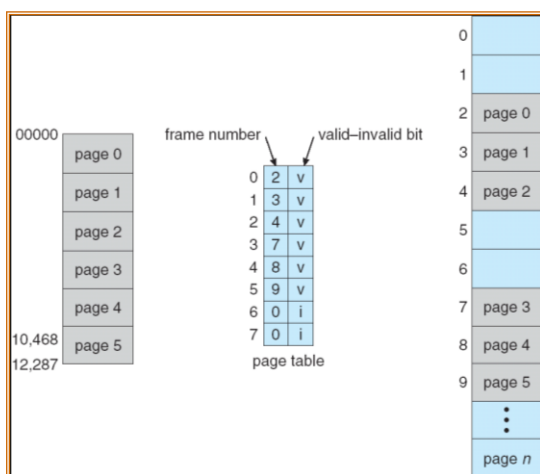 00000
page 0
page 1
page 2
page 3
page 4
page 5
10,468
12,287
frame number
valid–invalid bit
0 2 v
1 3 v
2 4 v
3 7 v
4 8 v
5 9 v
6 0 i
7 0 i
page table
0
1
2 page 0
3 page 1
4 page 2
5
6
7 page 3
8 page 4
9 page 5
page n